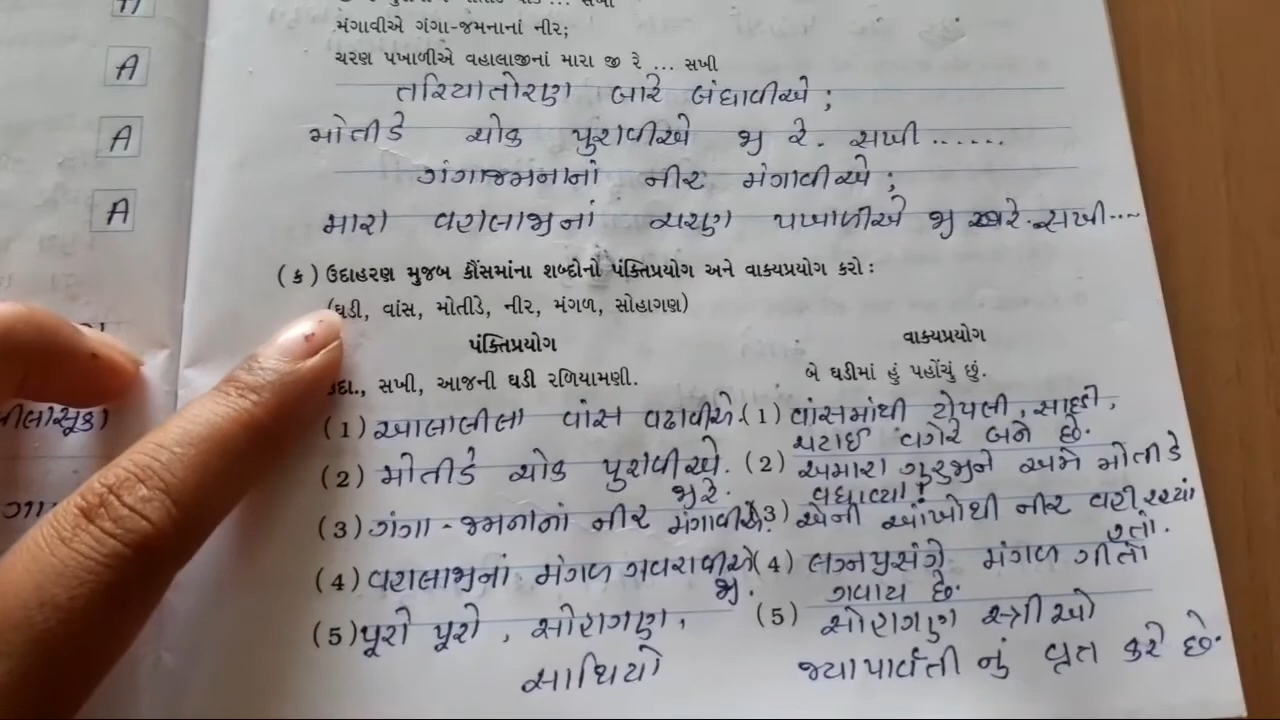 A
મંગાવીએ ગંગા-જમનાનાં નીર;
ચરણ પખાળીએ વહાલાજીનાં મારા જી રે ... સખી
A
તરિયાતોરણ બારે બંધાવીએ ;
A
મોતીડે ચોક પુરાવીએ જી રે. સખી ......
ગંગાજમનાનાં નીર મંગાવીએ ;
A
મારા વહાલાજીનાં ચરણ પખાળીએ જી રે. સખી ....
(ક) ઉદાહરણ મુજબ કૌંસમાંના શબ્દોનો પંક્તિપ્રયોગ અને વાક્યપ્રયોગ કરો :
(ઘડી, વાંસ, મોતીડે, નીર, મંગળ, સોહાગણ)
પંક્તિપ્રયોગ વાક્યપ્રયોગ
ઉદા., સખી, આજની ઘડી રળિયામણી. બે ઘડીમાં હું પહોંચું છું.
(1) આલાલીલા વાંસ વઢાવીએ. (1) વાંસમાંથી ટોપલી, સાદડી,
ચટાઈ વગેરે બને છે.
(2) મોતીડે ચોક પુરાવીએ. (2) અમારા ગુરુજીને અમે મોતીડે
જી રે. વધાવ્યા !
(3) ગંગા-જમનાનાં નીર મંગાવીએ. (3) એની આંખોથી નીર વહી રહ્યાં
હતાં.
(4) વહાલાજીનાં મંગળ ગવરાવીએ (4) લગ્નપ્રસંગે મંગળ ગીતો
જી. ગવાય છે.
(5) પૂરો પૂરો, સોહાગણ, (5) સોહાગણ સ્ત્રીઓ
સાથિયો જયાપાર્વતી નું વ્રત કરે છે.